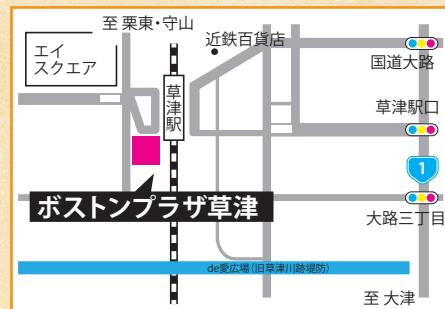 至 栗東・守山
エイ
スクエア
近鉄百貨店
国道大路
草津駅
草津駅口
1
ボストンプラザ草津
大路三丁目
de愛広場(旧草津川跡堤防)
至 大津